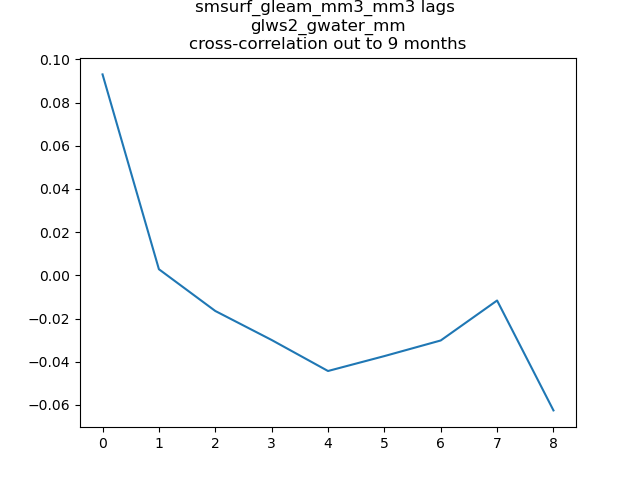 smsurf_gleam_mm3_mm3 lags
glws2_gwater_mm
cross-correlation out to 9 months
0.10
0.08
0.06
0.04
0.02
0.00
−0.02
−0.04
−0.06
0 1 2 3 4 5 6 7 8